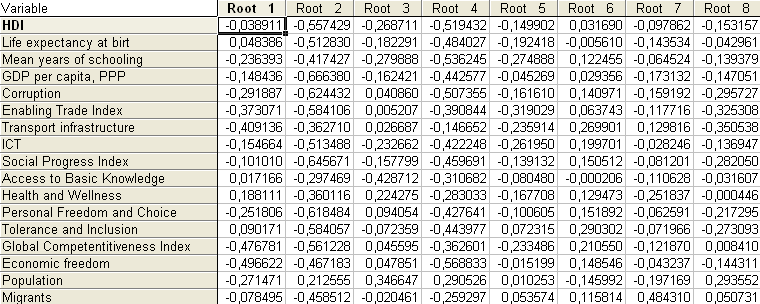 Variable Root 1 Root 2 Root 3 Root 4 Root 5 Root 6 Root 7 Root 8
HDI -0,038911 -0,557429 -0,268711 -0,519432 -0,149902 0,031690 -0,097862 -0,153157
Life expectancy at birt 0,048386 -0,512830 -0,182291 -0,484027 -0,192418 -0,005610 -0,143534 -0,042961
Mean years of schooling -0,236393 -0,417427 -0,279888 -0,536245 -0,274888 0,122455 -0,064524 -0,139379
GDP per capita, PPP -0,148436 -0,666380 -0,162421 -0,442577 -0,045269 0,029356 -0,173132 -0,147051
Corruption -0,291887 -0,624432 0,040860 -0,507355 -0,161610 0,140971 -0,159192 -0,295727
Enabling Trade Index -0,373071 -0,584106 0,005207 -0,390844 -0,319029 0,063743 -0,117716 -0,325308
Transport infrastructure -0,409136 -0,362710 0,026687 -0,146652 -0,235914 0,269901 0,129816 -0,350538
ICT -0,154664 -0,513488 -0,232662 -0,422248 -0,261950 0,199701 -0,028246 -0,136947
Social Progress Index -0,101010 -0,645671 -0,157799 -0,459691 -0,139132 0,150512 -0,081201 -0,282050
Access to Basic Knowledge 0,017166 -0,297469 -0,428712 -0,310682 -0,080480 -0,000206 -0,110628 -0,031607
Health and Wellness 0,188111 -0,360116 0,224275 -0,283033 -0,167708 0,129473 -0,251837 -0,000446
Personal Freedom and Choice -0,251806 -0,618484 0,094054 -0,427641 -0,100605 0,151892 -0,062591 -0,217295
Tolerance and Inclusion 0,090171 -0,584057 -0,072359 -0,443977 0,072315 0,290302 -0,071966 -0,273093
Global Competentitiveness Index -0,476781 -0,561228 0,045595 -0,362601 -0,233486 0,210550 -0,121870 0,008410
Economic freedom -0,496622 -0,467183 0,047851 -0,568833 -0,015199 0,148546 -0,043237 -0,144311
Population -0,271471 0,212555 0,346647 0,290526 0,010253 -0,145992 -0,197169 0,293552
Migrants -0,078495 -0,458512 -0,020461 -0,259297 0,053574 0,115814 0,484310 0,050731